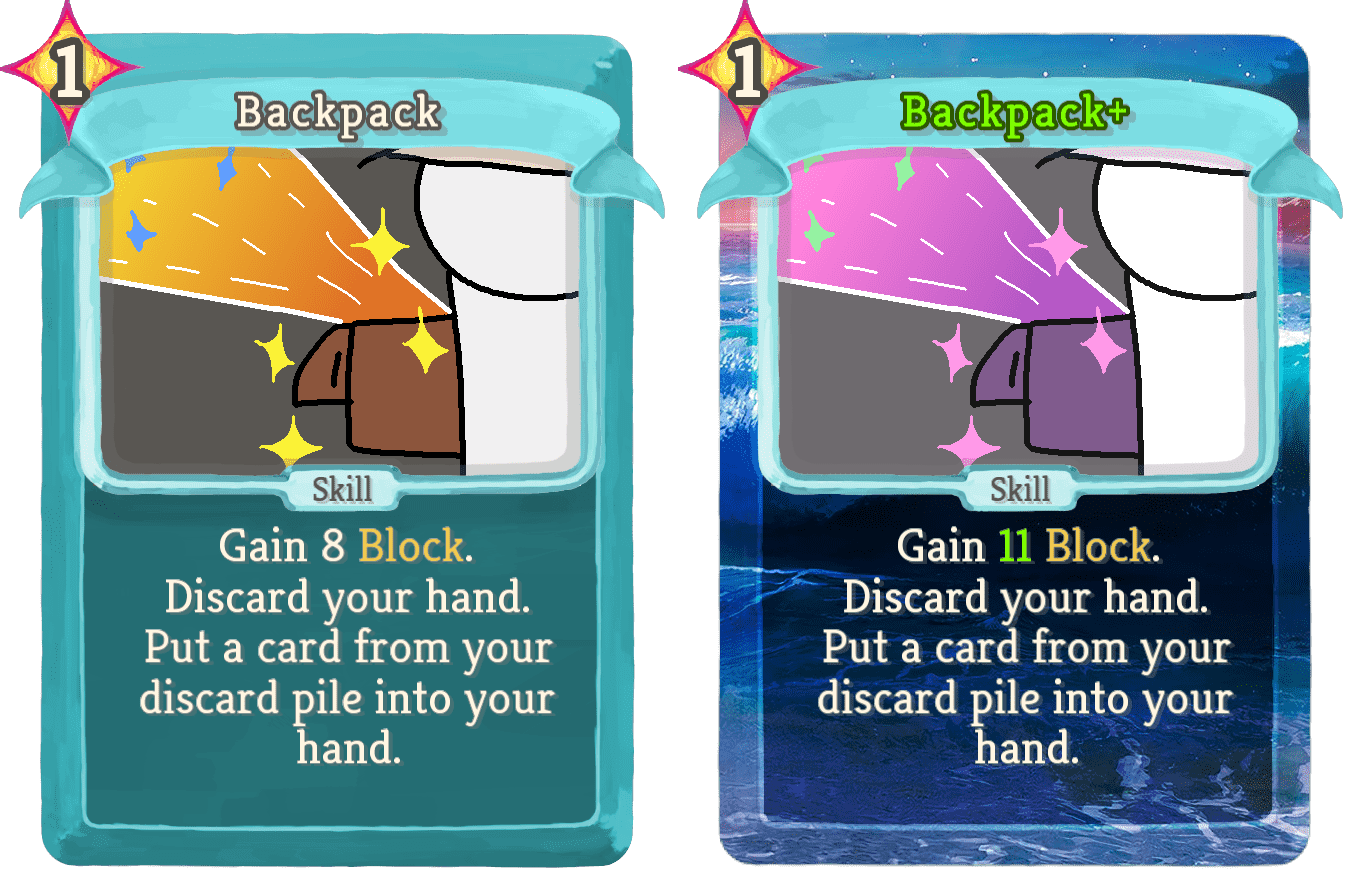 1
Backpack
Skill
Gain 8 Block.
Discard your hand.
Put a card from your
discard pile into your
hand.
1
Backpack+
Skill
Gain 11 Block.
Discard your hand.
Put a card from your
discard pile into your
hand.